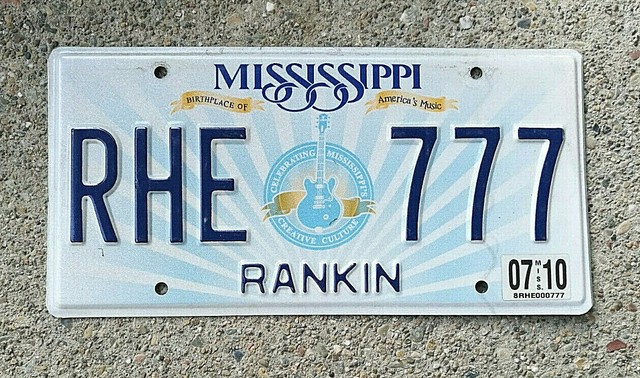 MISSISSIPPI
BIRTHPLACE OF America's Music
RHE 777
CELEBRATING MISSISSIPPI'S
CREATIVE CULTURE
RANKIN
07 MISS. 10
8RHE000777